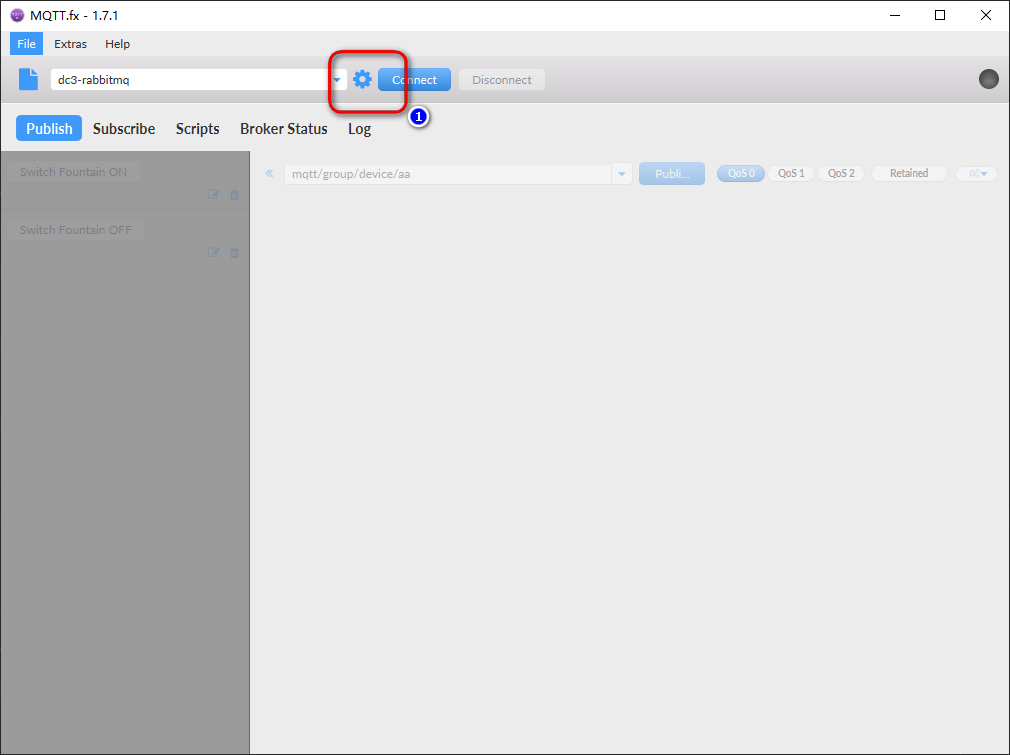 MQTT.fx - 1.7.1
File Extras Help
dc3-rabbitmq Connect Disconnect
1
Publish Subscribe Scripts Broker Status Log
Switch Fountain ON
mqtt/group/device/aa Publi... QoS 0 QoS 1 QoS 2 Retained
Switch Fountain OFF